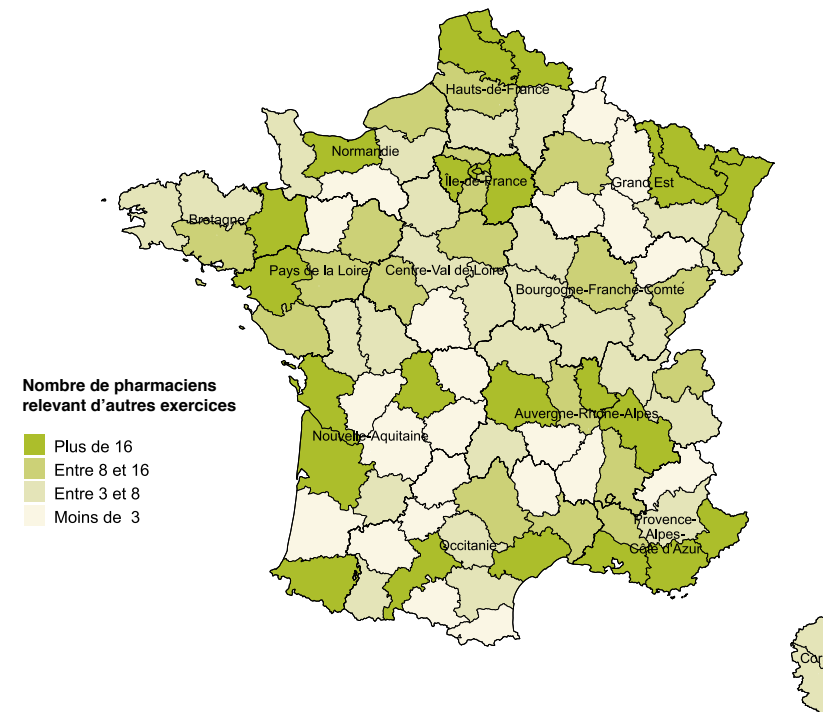 Hauts-de-France
Normandie
Île-de-France
Grand Est
Bretagne
Pays de la Loire
Centre-Val de Loire
Bourgogne-Franche-Comté
Nombre de pharmaciens
relevant d'autres exercices
Plus de 16
Entre 8 et 16
Entre 3 et 8
Moins de 3
Auvergne-Rhône-Alpes
Nouvelle-Aquitaine
Provence-
Alpes-
Côte d'Azur
Occitanie
Cor